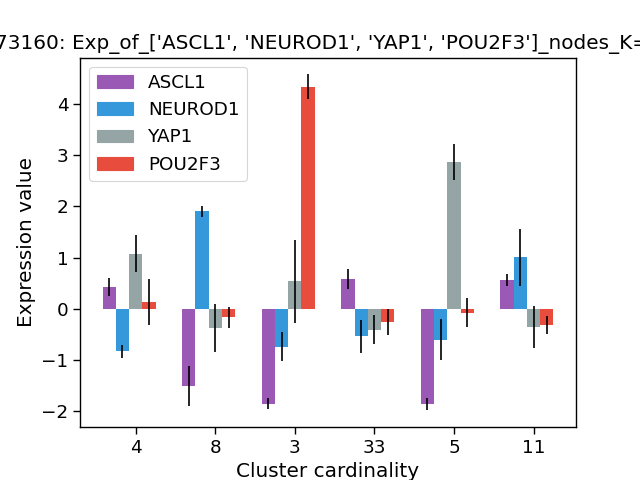 73160: Exp_of_['ASCL1', 'NEUROD1', 'YAP1', 'POU2F3']_nodes_K=
ASCL1
NEUROD1
YAP1
POU2F3
Expression value
4
3
2
1
0
−1
−2
4 8 3 33 5 11
Cluster cardinality